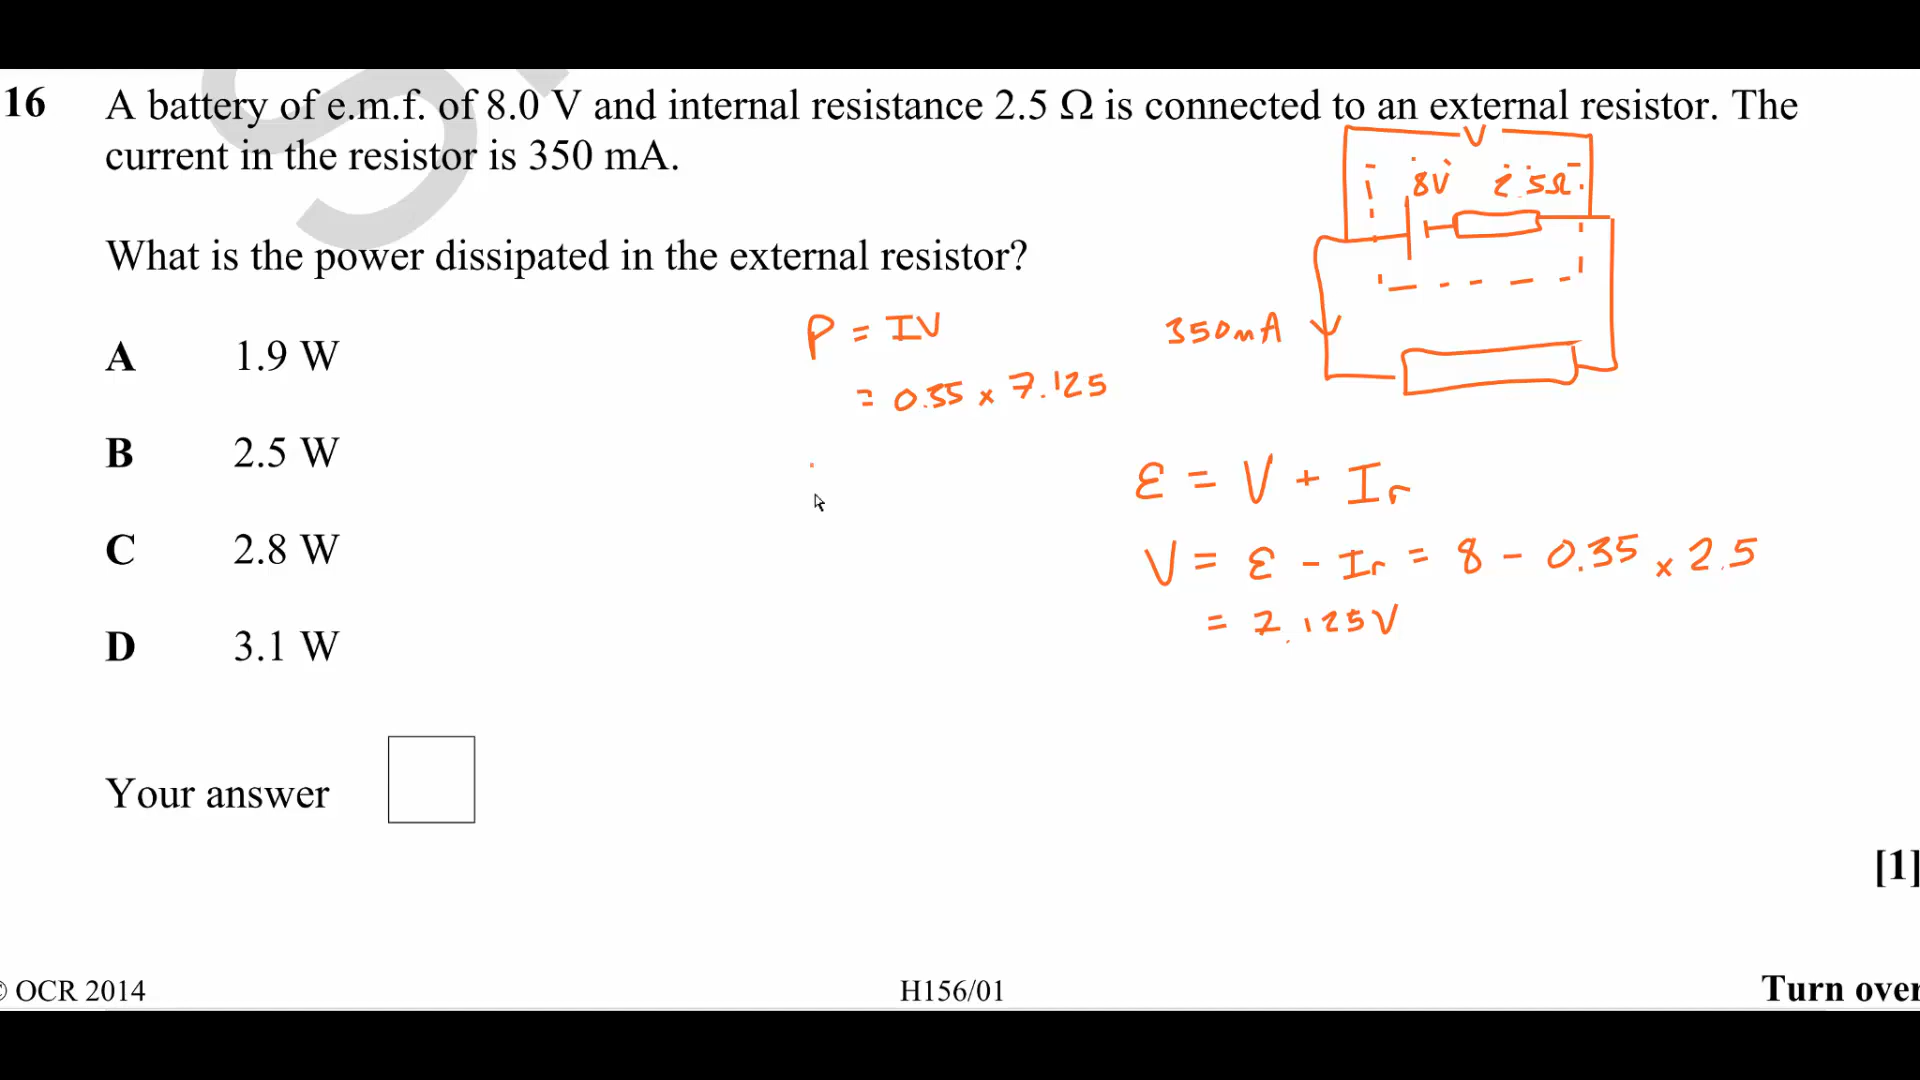 16 A battery of e.m.f. of 8.0 V and internal resistance 2.5 Ω is connected to an external resistor. The
current in the resistor is 350 mA.
V
8V 2.5Ω
What is the power dissipated in the external resistor?
P = IV
350mA
A 1.9 W
= 0.35 x 7.125
B 2.5 W
ε = V + Ir
C 2.8 W
V = ε - Ir = 8 - 0.35 x 2.5
= 7.125V
D 3.1 W
Your answer
[1]
© OCR 2014 H156/01 Turn over